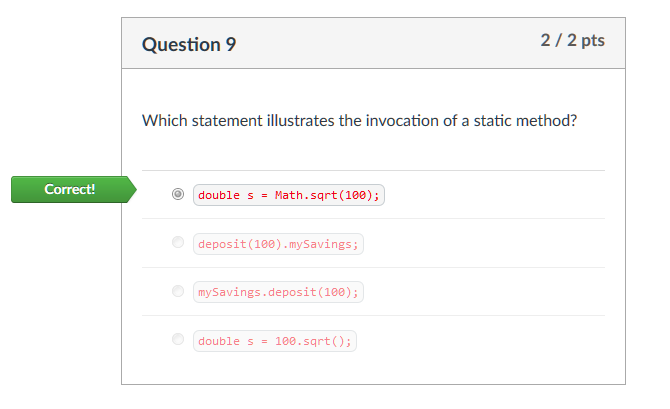 Question 9
2 / 2 pts
Which statement illustrates the invocation of a static method?
Correct!
double s = Math.sqrt(100);
deposit(100).mySavings;
mySavings.deposit(100);
double s = 100.sqrt();